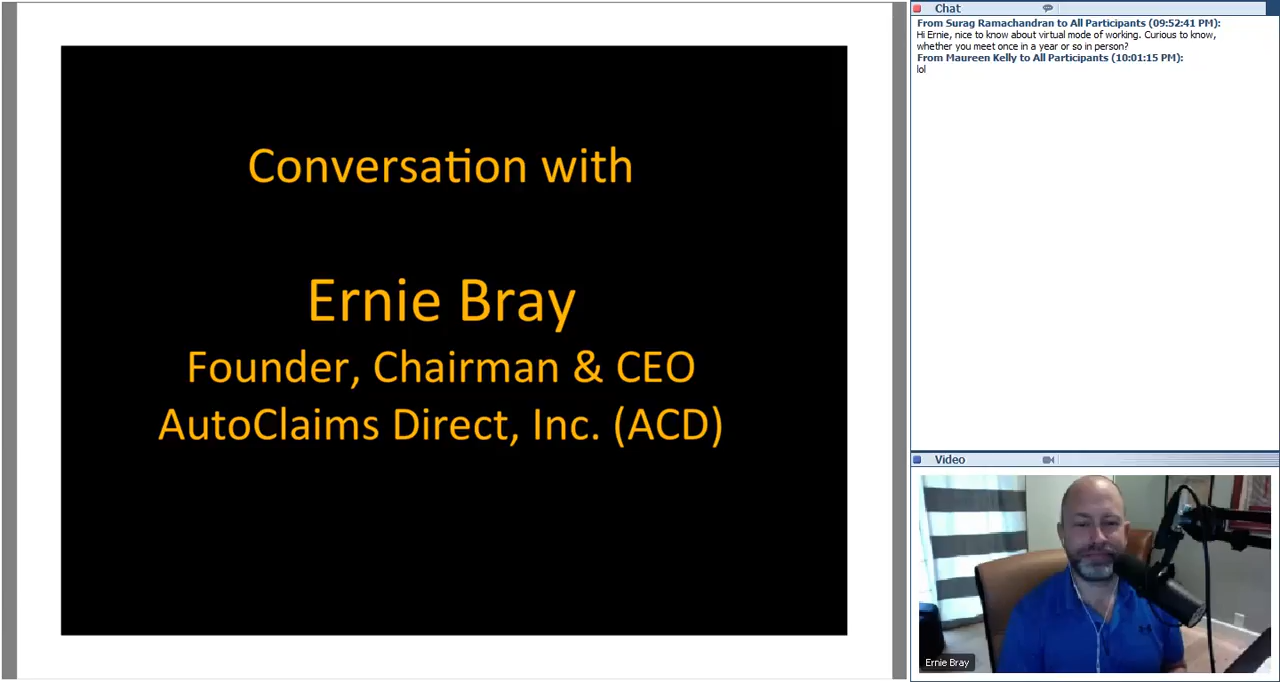 Conversation with
Ernie Bray
Founder, Chairman & CEO
AutoClaims Direct, Inc. (ACD)
Chat
From Surag Ramachandran to All Participants (09:52:41 PM):
Hi Ernie, nice to know about virtual mode of working. Curious to know,
whether you meet once in a year or so in person?
From Maureen Kelly to All Participants (10:01:15 PM):
lol
Video
Ernie Bray